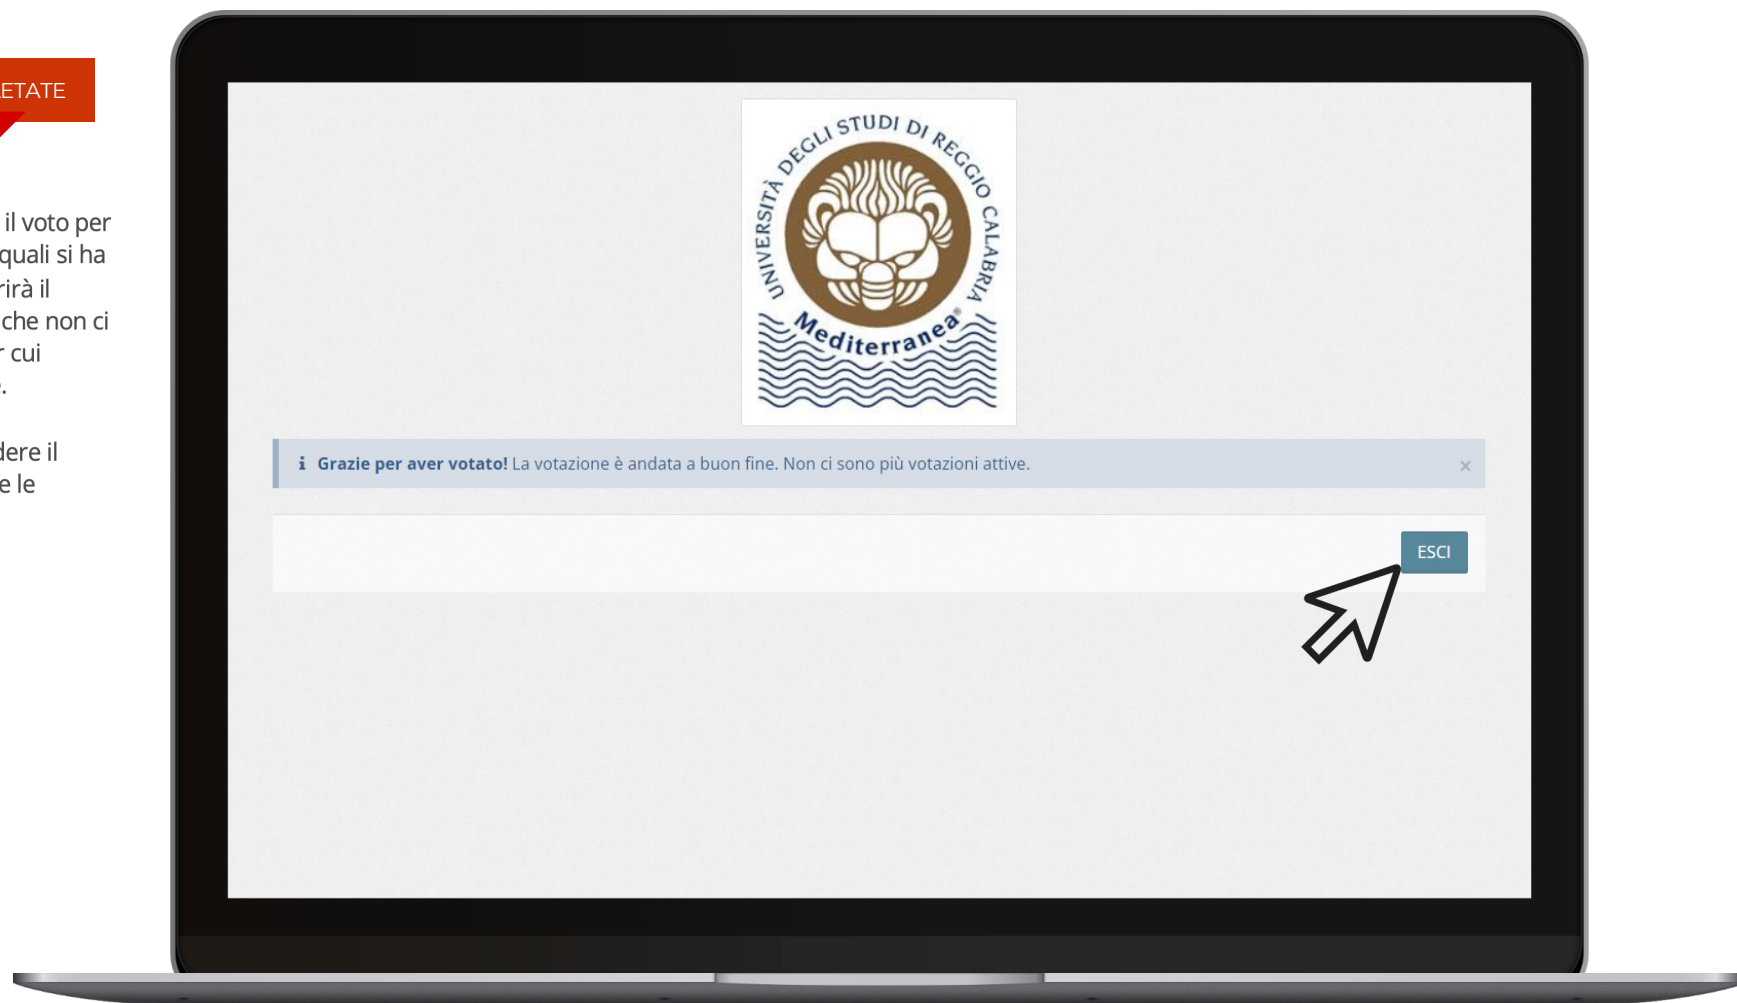 ETATE
il voto per
quali si ha
rirà il
che non ci
r cui
e.
dere il
e le
UNIVERSITÀ DEGLI STUDI DI REGGIO CALABRIA
Mediterranea®
i Grazie per aver votato! La votazione è andata a buon fine. Non ci sono più votazioni attive. ×
ESCI